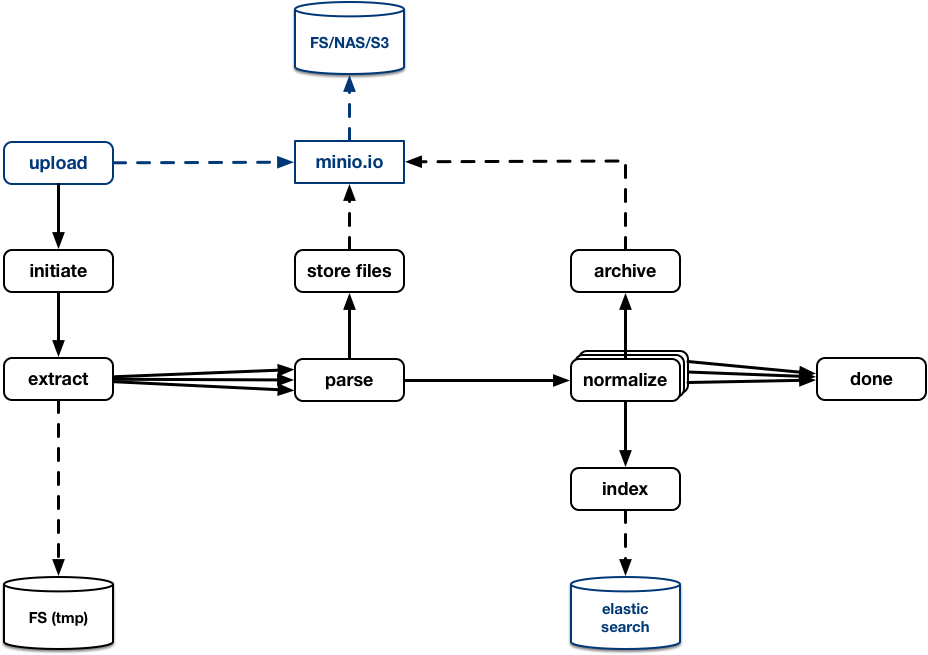 FS/NAS/S3
upload
minio.io
initiate
store files
archive
extract
parse
normalize
done
index
FS (tmp)
elastic
search